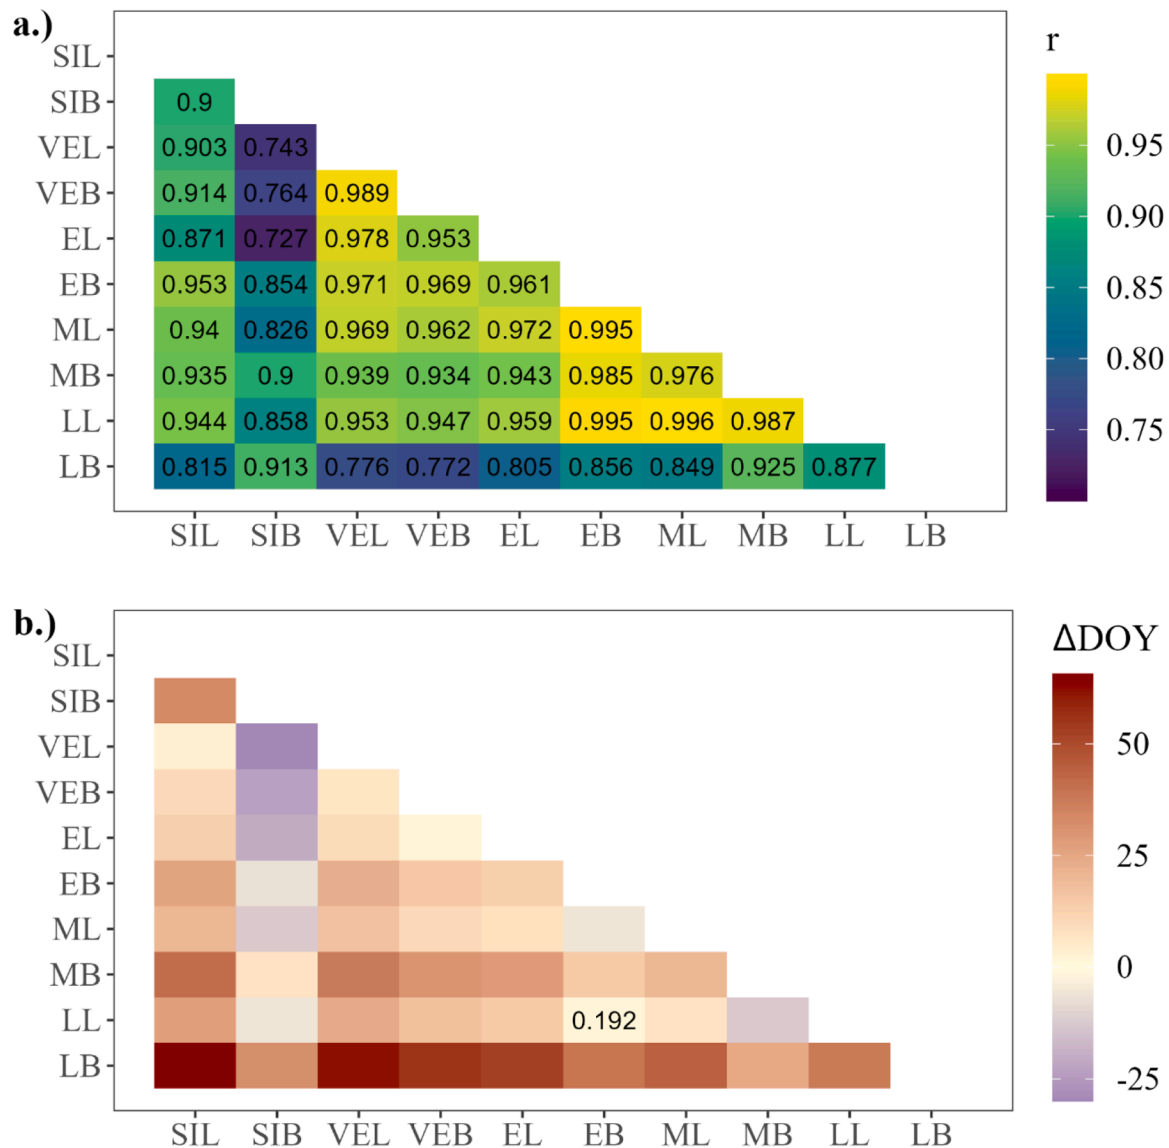 a.)
r
SIL
SIB 0.9
VEL 0.903 0.743
VEB 0.914 0.764 0.989
EL 0.871 0.727 0.978 0.953
EB 0.953 0.854 0.971 0.969 0.961
ML 0.94 0.826 0.969 0.962 0.972 0.995
MB 0.935 0.9 0.939 0.934 0.943 0.985 0.976
LL 0.944 0.858 0.953 0.947 0.959 0.995 0.996 0.987
LB 0.815 0.913 0.776 0.772 0.805 0.856 0.849 0.925 0.877
SIL SIB VEL VEB EL EB ML MB LL LB
0.95
0.90
0.85
0.80
0.75
b.)
ΔDOY
SIL
SIB
VEL
VEB
EL
EB
ML
MB
LL 0.192
LB
SIL SIB VEL VEB EL EB ML MB LL LB
50
25
0
-25